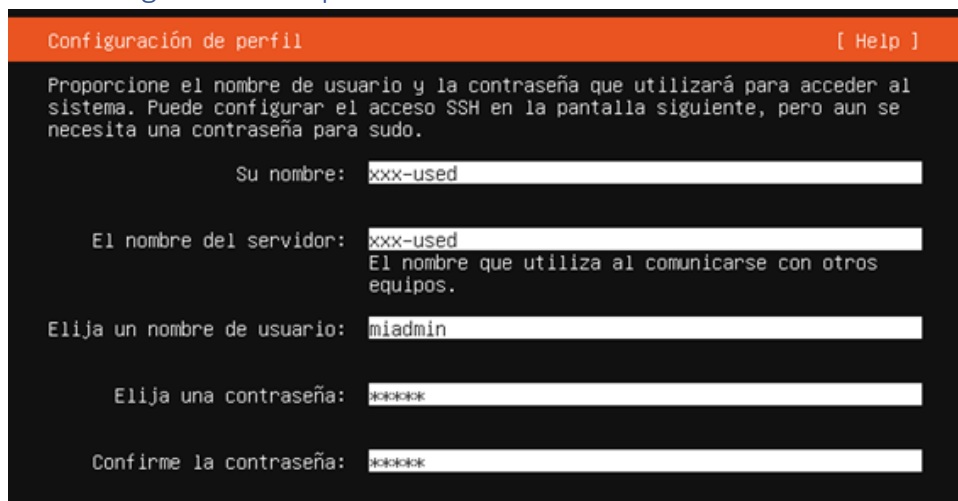 Configuración de perfil [ Help ]
Proporcione el nombre de usuario y la contraseña que utilizará para acceder al
sistema. Puede configurar el acceso SSH en la pantalla siguiente, pero aun se
necesita una contraseña para sudo.
Su nombre: xxx-used
El nombre del servidor: xxx-used
El nombre que utiliza al comunicarse con otros
equipos.
Elija un nombre de usuario: miadmin
Elija una contraseña: *****
Confirme la contraseña: *****